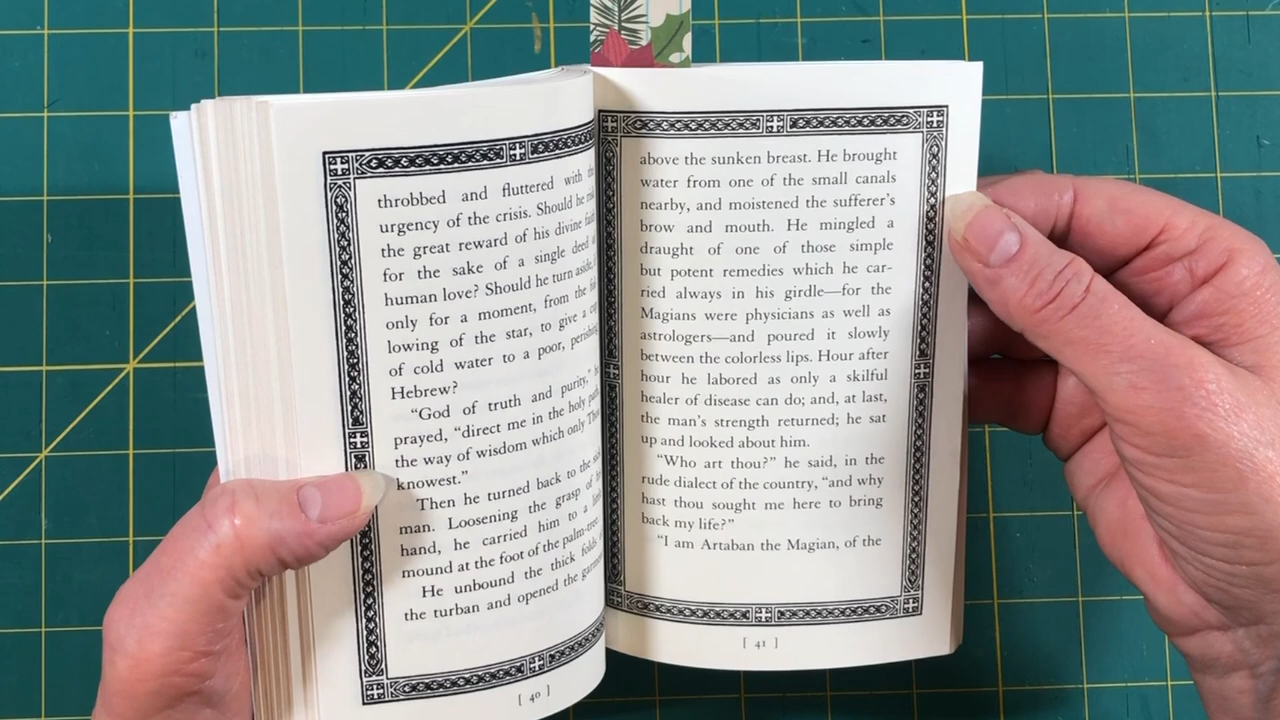 throbbed and fluttered with
urgency of the crisis. Should he
the great reward of his divine
for the sake of a single deed
human love? Should he turn aside,
only for a moment, from the
lowing of the star, to give a
of cold water to a poor, perishing
Hebrew?
“God of truth and purity,”
prayed, “direct me in the holy
the way of wisdom which only
knowest.”
Then he turned back to the
man. Loosening the grasp of
hand, he carried him to a
mound at the foot of the palm-tree.
He unbound the thick folds
the turban and opened the
[ 40 ]
above the sunken breast. He brought
water from one of the small canals
nearby, and moistened the sufferer’s
brow and mouth. He mingled a
draught of one of those simple
but potent remedies which he car-
ried always in his girdle—for the
Magians were physicians as well as
astrologers—and poured it slowly
between the colorless lips. Hour after
hour he labored as only a skilful
healer of disease can do; and, at last,
the man’s strength returned; he sat
up and looked about him.
“Who art thou?” he said, in the
rude dialect of the country, “and why
hast thou sought me here to bring
back my life?”
“I am Artaban the Magian, of the
[ 41 ]